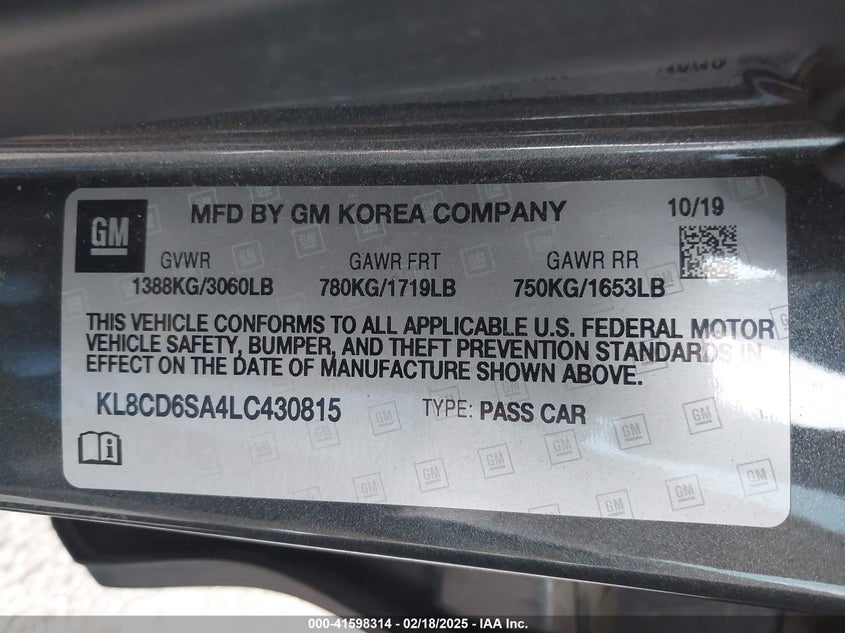 GM
MFD BY GM KOREA COMPANY 10/19
GVWR GAWR FRT GAWR RR
1388KG/3060LB 780KG/1719LB 750KG/1653LB
THIS VEHICLE CONFORMS TO ALL APPLICABLE U.S. FEDERAL MOTOR
VEHICLE SAFETY, BUMPER, AND THEFT PREVENTION STANDARDS IN
EFFECT ON THE DATE OF MANUFACTURE SHOWN ABOVE.
KL8CD6SA4LC430815 TYPE: PASS CAR
000-41598314 - 02/18/2025 - IAA Inc.